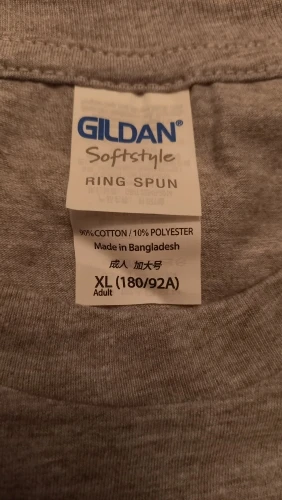 GILDAN®
Softstyle
RING SPUN
90% COTTON / 10% POLYESTER
Made in Bangladesh
成人 加大号
XL (180/92A)
Adult